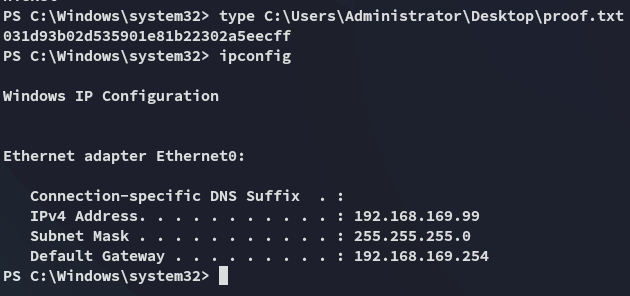 PS C:\Windows\system32> type C:\Users\Administrator\Desktop\proof.txt
031d93b02d535901e81b22302a5eecff
PS C:\Windows\system32> ipconfig
Windows IP Configuration
Ethernet adapter Ethernet0:
   Connection-specific DNS Suffix  . :
   IPv4 Address. . . . . . . . . . . : 192.168.169.99
   Subnet Mask . . . . . . . . . . . : 255.255.255.0
   Default Gateway . . . . . . . . . : 192.168.169.254
PS C:\Windows\system32>